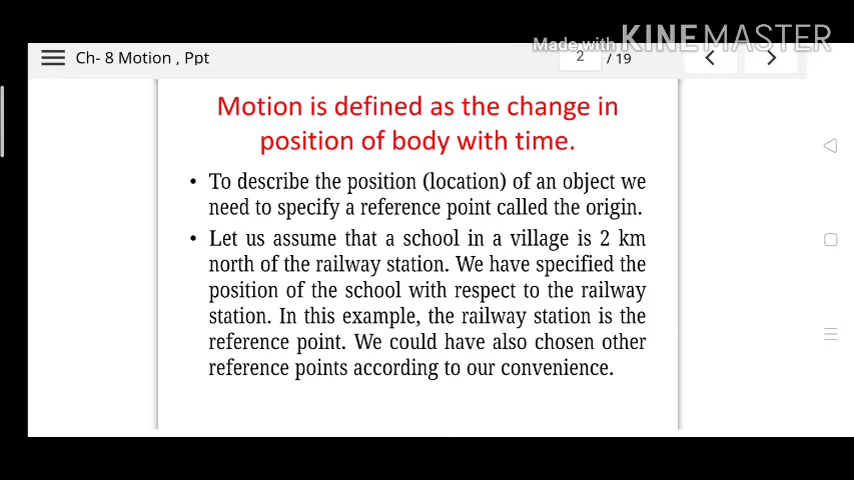 Made with KINEMASTER
Ch- 8 Motion , Ppt
2 / 19
Motion is defined as the change in
position of body with time.
• To describe the position (location) of an object we
need to specify a reference point called the origin.
• Let us assume that a school in a village is 2 km
north of the railway station. We have specified the
position of the school with respect to the railway
station. In this example, the railway station is the
reference point. We could have also chosen other
reference points according to our convenience.